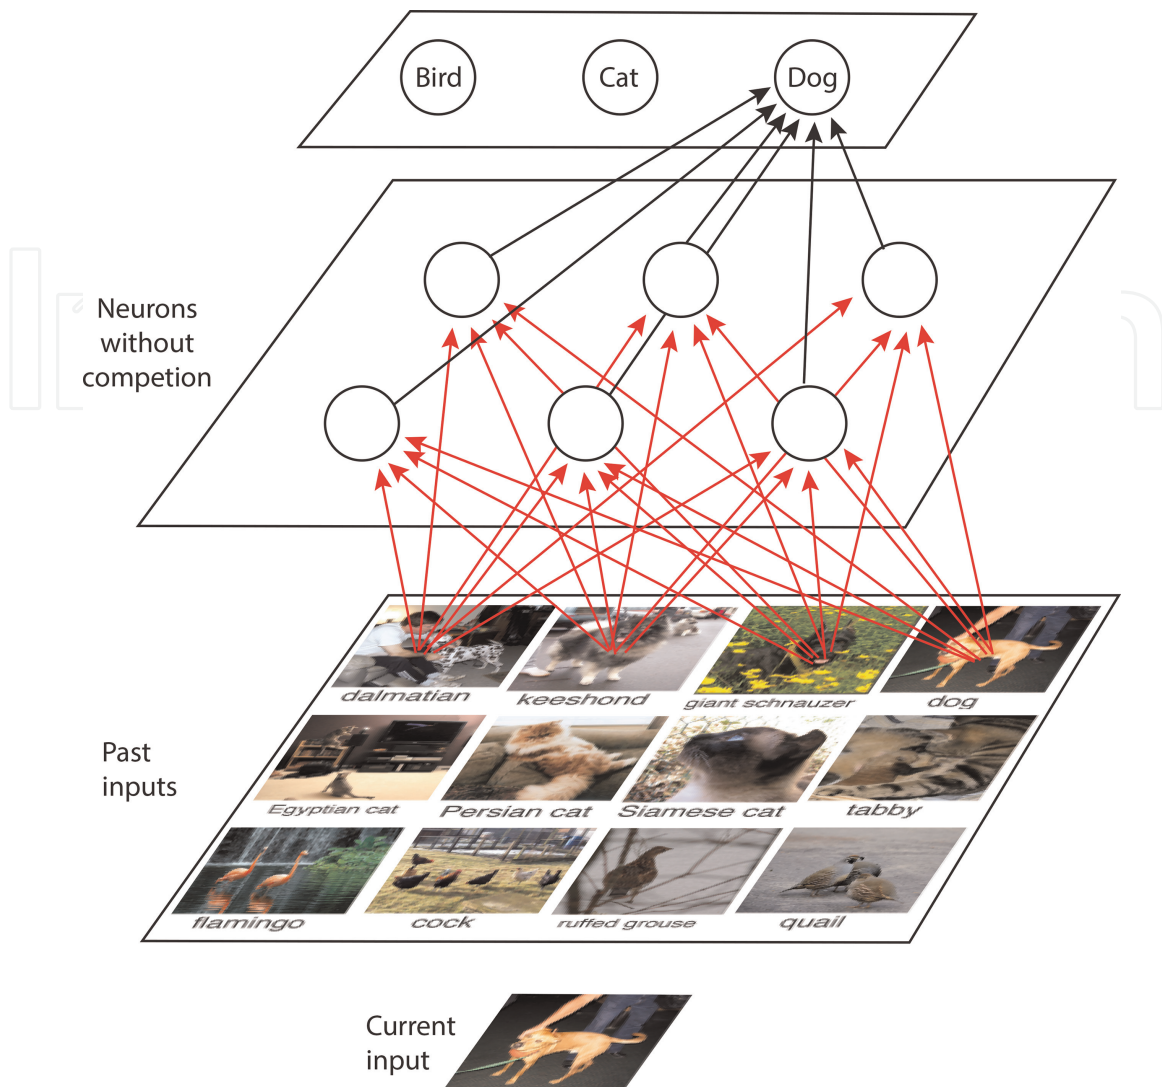 Bird Cat Dog
Neurons
without
competion
dalmatian keeshond giant schnauzer dog
Past
inputs
Egyptian cat Persian cat Siamese cat tabby
flamingo cock ruffed grouse quail
Current
input